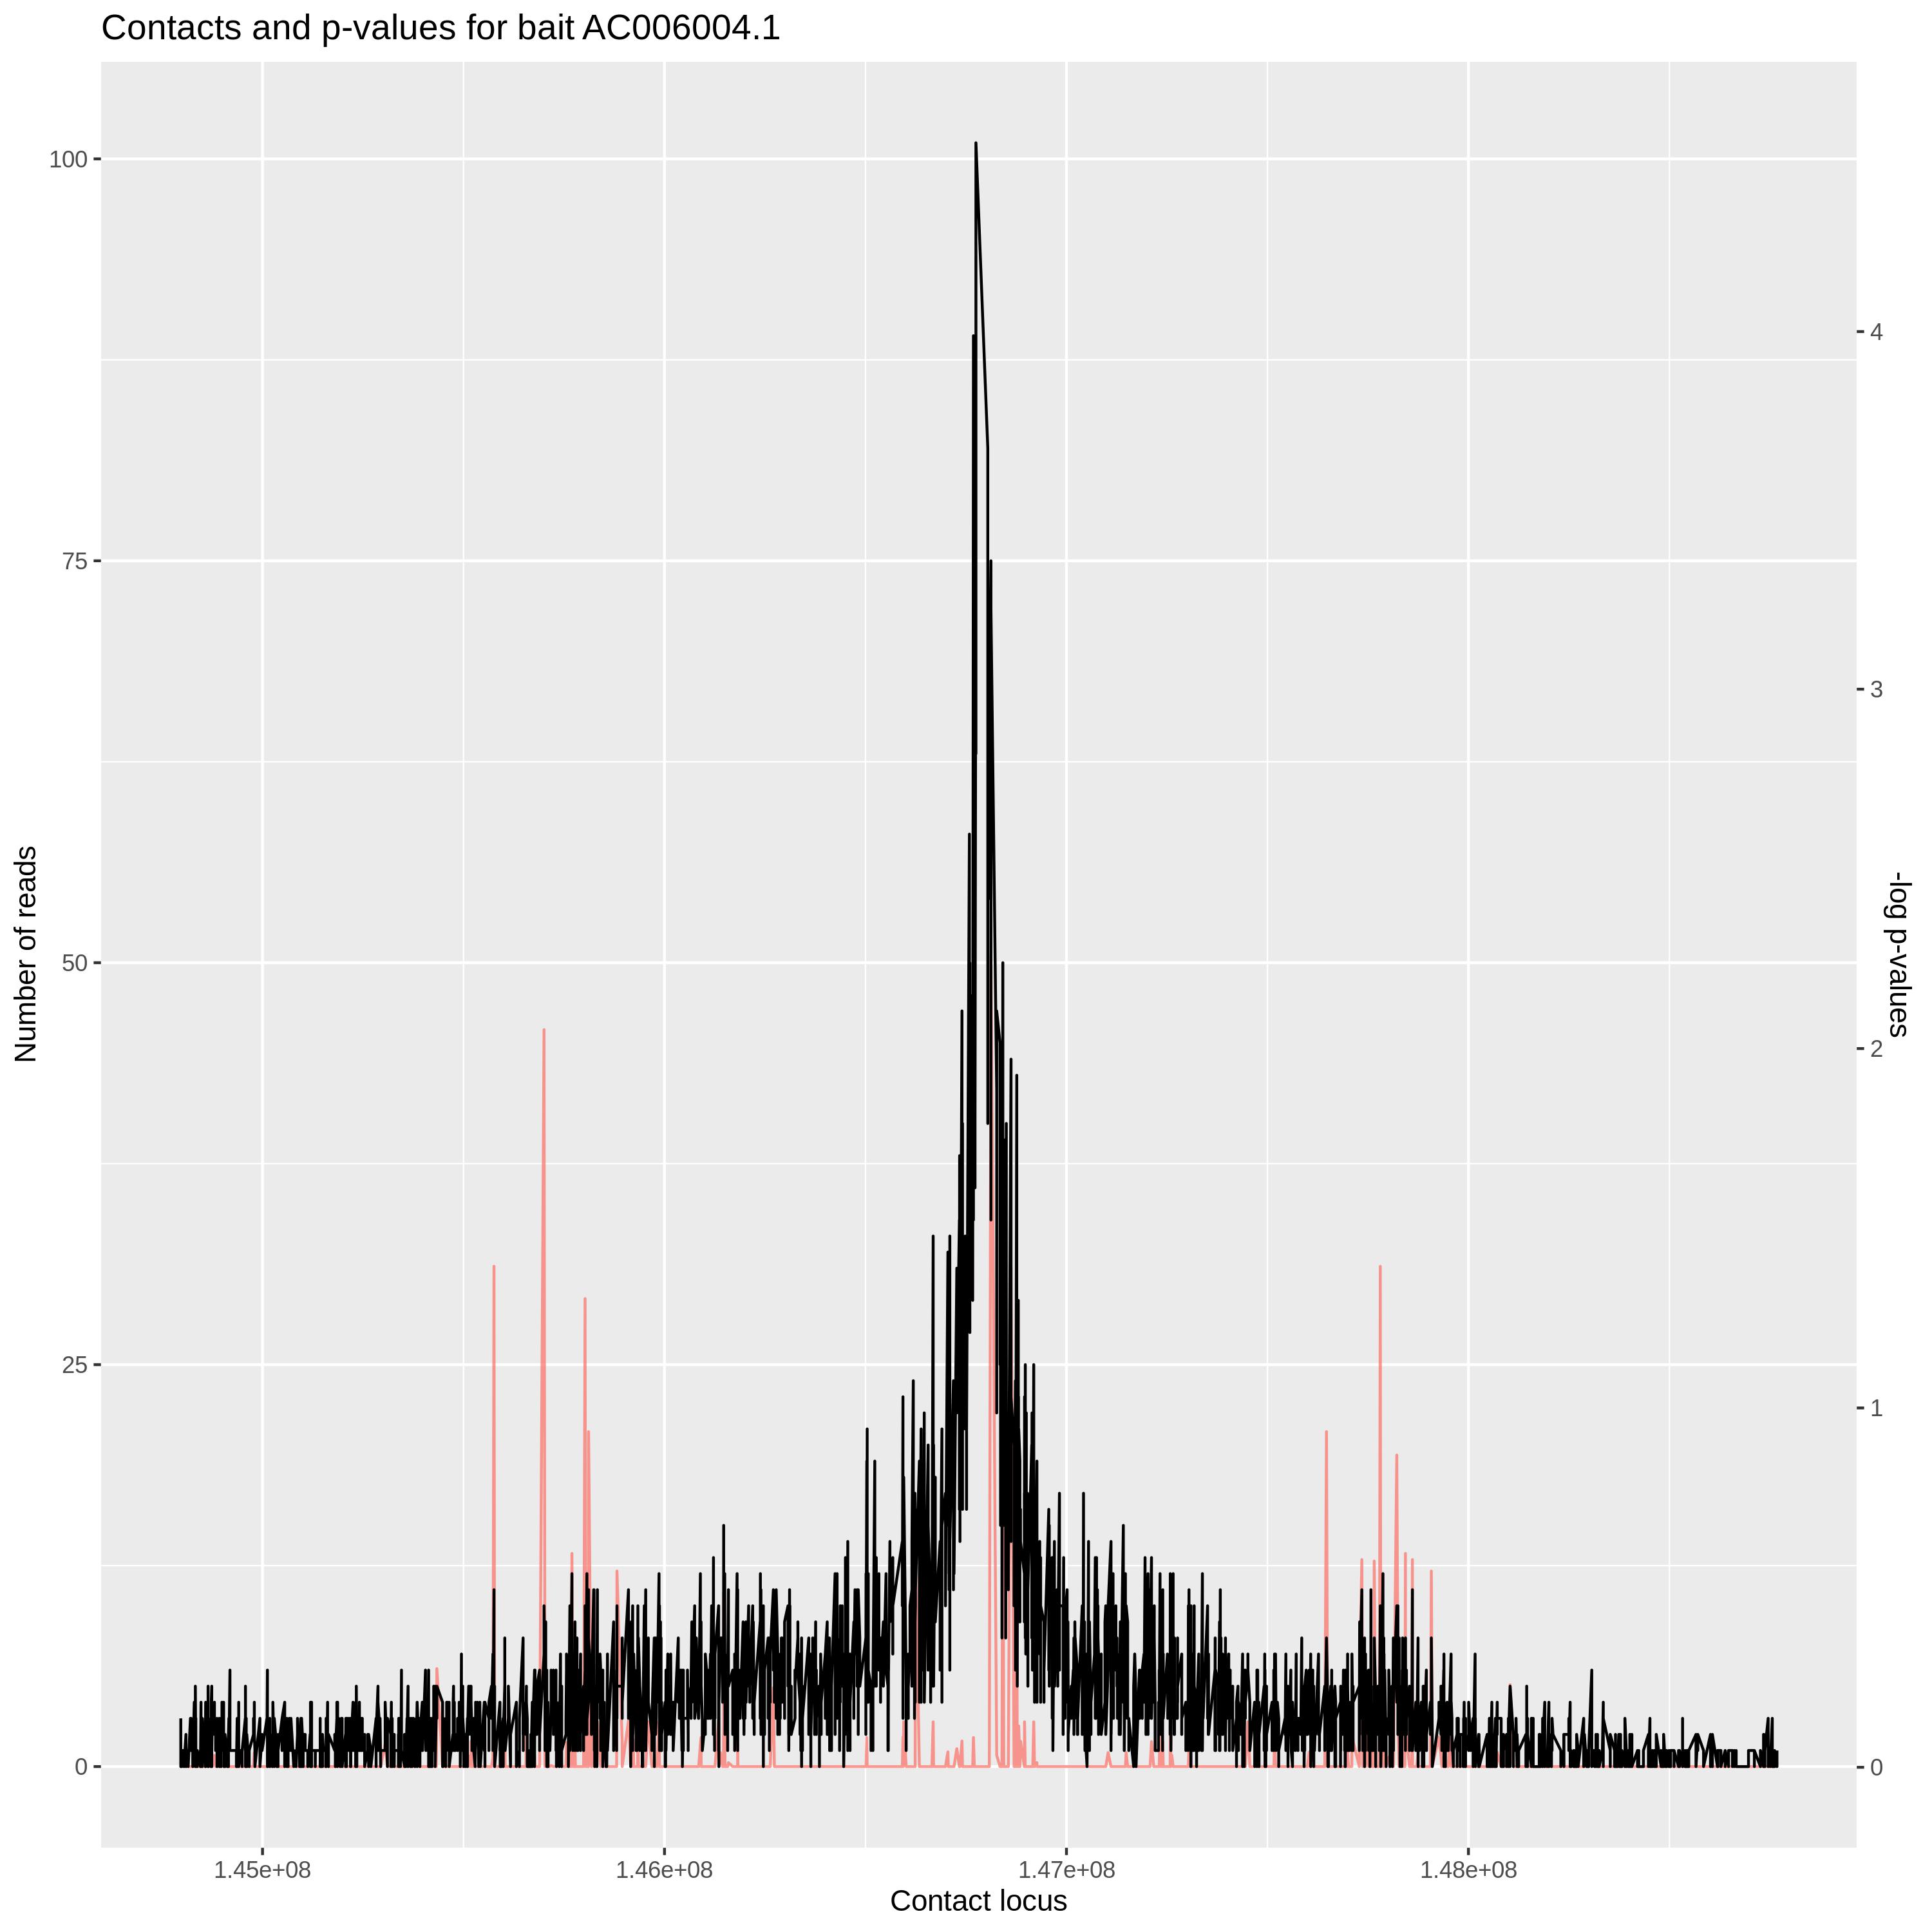 Contacts and p-values for bait AC006004.1
100
75
50
25
0
Number of reads
4
3
2
1
0
-log p-values
1.45e+08
1.46e+08
1.47e+08
1.48e+08
Contact locus